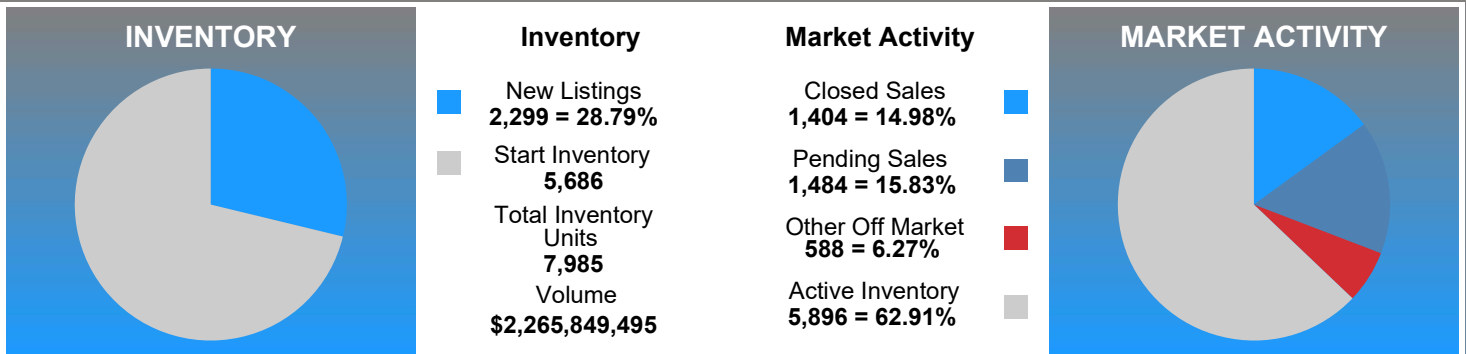 INVENTORY
Inventory
New Listings
2,299 = 28.79%
Start Inventory
5,686
Total Inventory
Units
7,985
Volume
$2,265,849,495
Market Activity
Closed Sales
1,404 = 14.98%
Pending Sales
1,484 = 15.83%
Other Off Market
588 = 6.27%
Active Inventory
5,896 = 62.91%
MARKET ACTIVITY